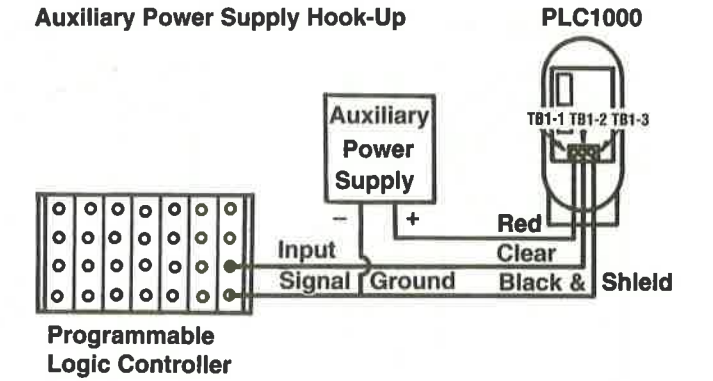 Auxiliary Power Supply Hook-Up
PLC1000
TB1-1 TB1-2 TB1-3
Auxiliary
Power
Supply
– +
Red
Input Clear
Signal Ground Black & Shield
Programmable
Logic Controller